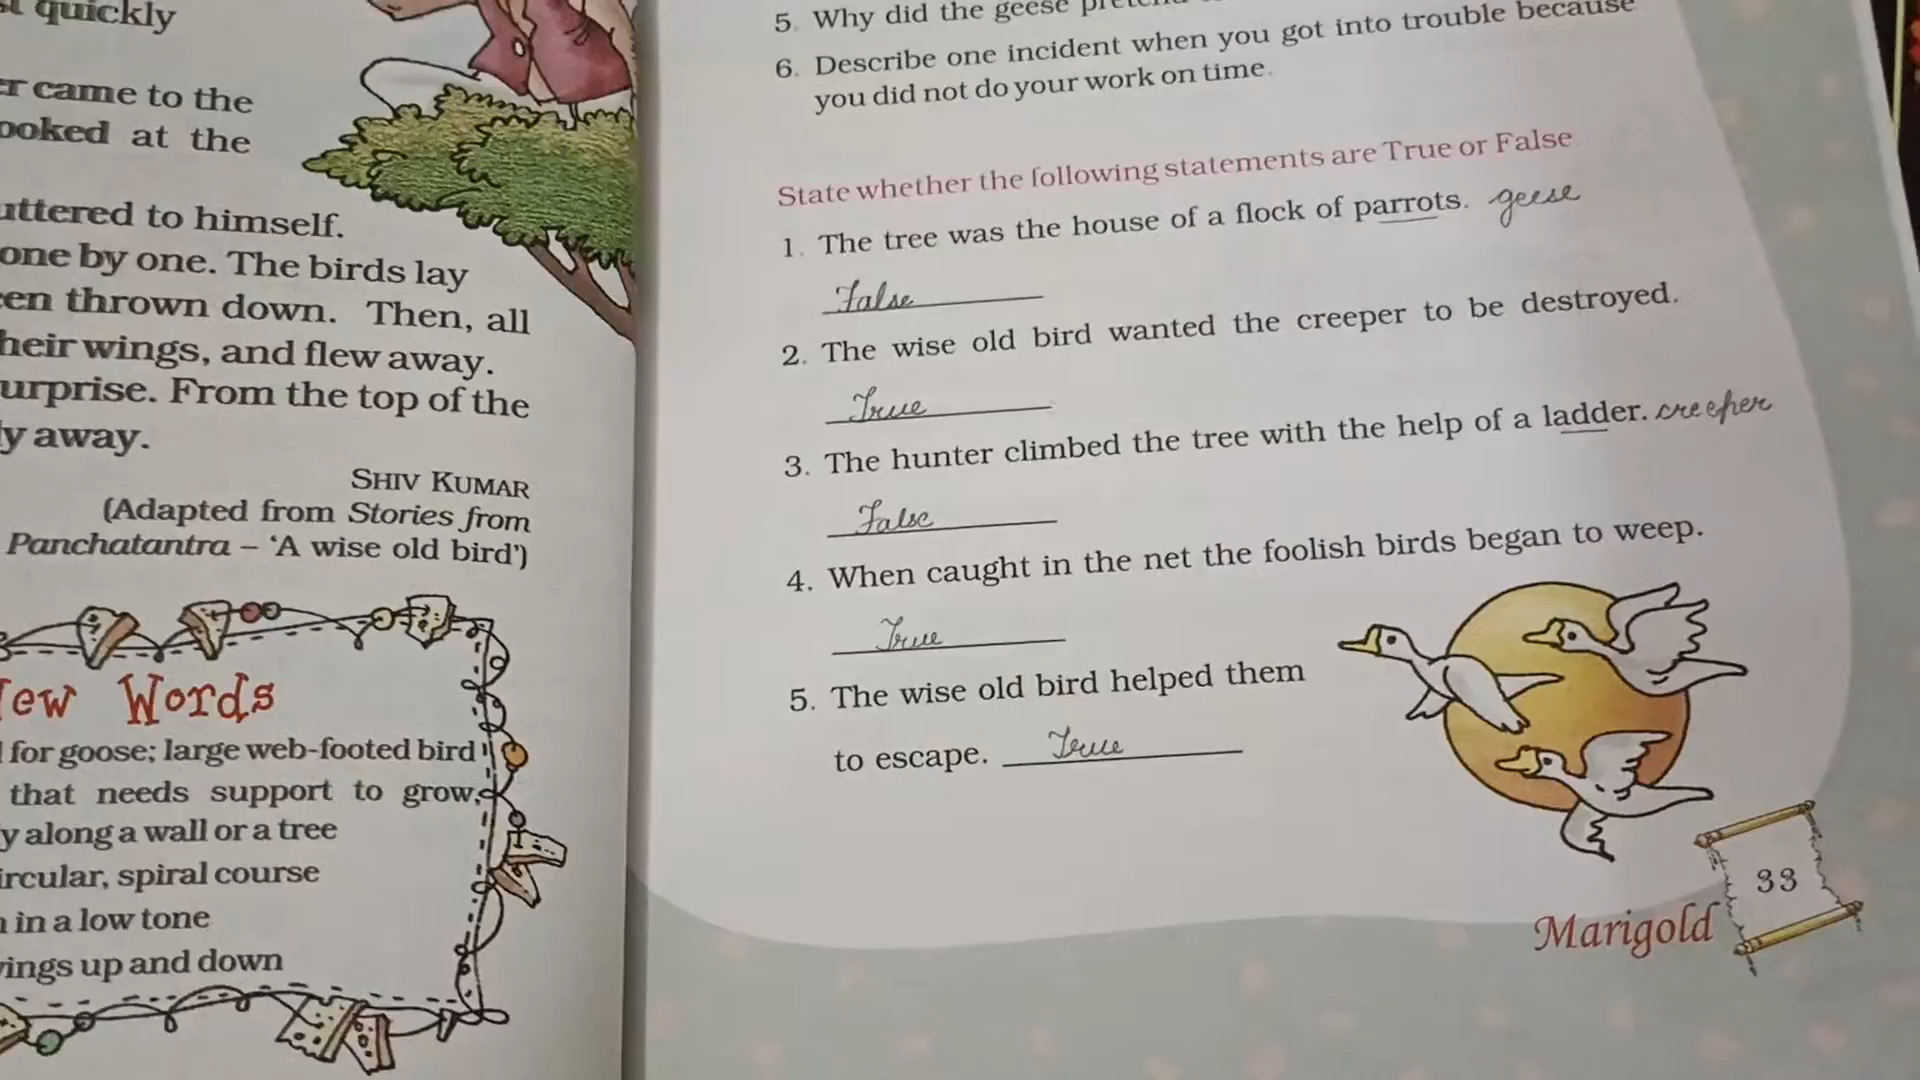 quickly
came to the
ooked at the
uttered to himself.
one by one. The birds lay
een thrown down. Then, all
heir wings, and flew away.
urprise. From the top of the
y away.
SHIV KUMAR
(Adapted from Stories from
Panchatantra – 'A wise old bird')
ew Words
for goose; large web-footed bird
that needs support to grow,
y along a wall or a tree
ircular, spiral course
in a low tone
ings up and down
5. Why did the geese
6. Describe one incident when you got into trouble because
you did not do your work on time.
State whether the following statements are True or False
1. The tree was the house of a flock of parrots. geese
False
2. The wise old bird wanted the creeper to be destroyed.
True
3. The hunter climbed the tree with the help of a ladder. creeper
False
4. When caught in the net the foolish birds began to weep.
True
5. The wise old bird helped them
to escape. True
33
Marigold